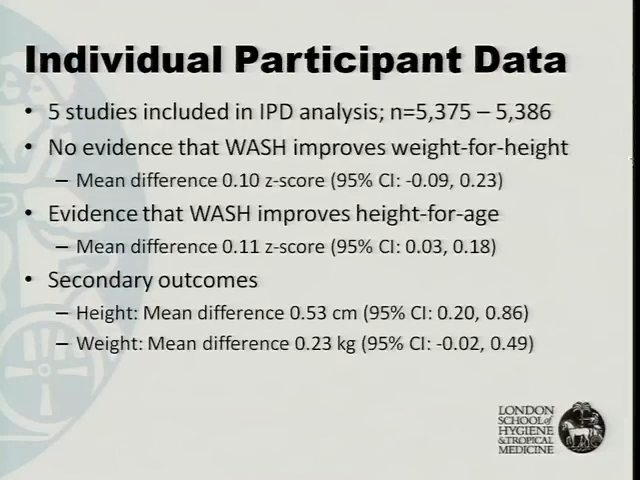 Individual Participant Data
• 5 studies included in IPD analysis; n=5,375 – 5,386
• No evidence that WASH improves weight-for-height
– Mean difference 0.10 z-score (95% CI: -0.09, 0.23)
• Evidence that WASH improves height-for-age
– Mean difference 0.11 z-score (95% CI: 0.03, 0.18)
• Secondary outcomes
– Height: Mean difference 0.53 cm (95% CI: 0.20, 0.86)
– Weight: Mean difference 0.23 kg (95% CI: -0.02, 0.49)
LONDON
SCHOOL of
HYGIENE
& TROPICAL
MEDICINE